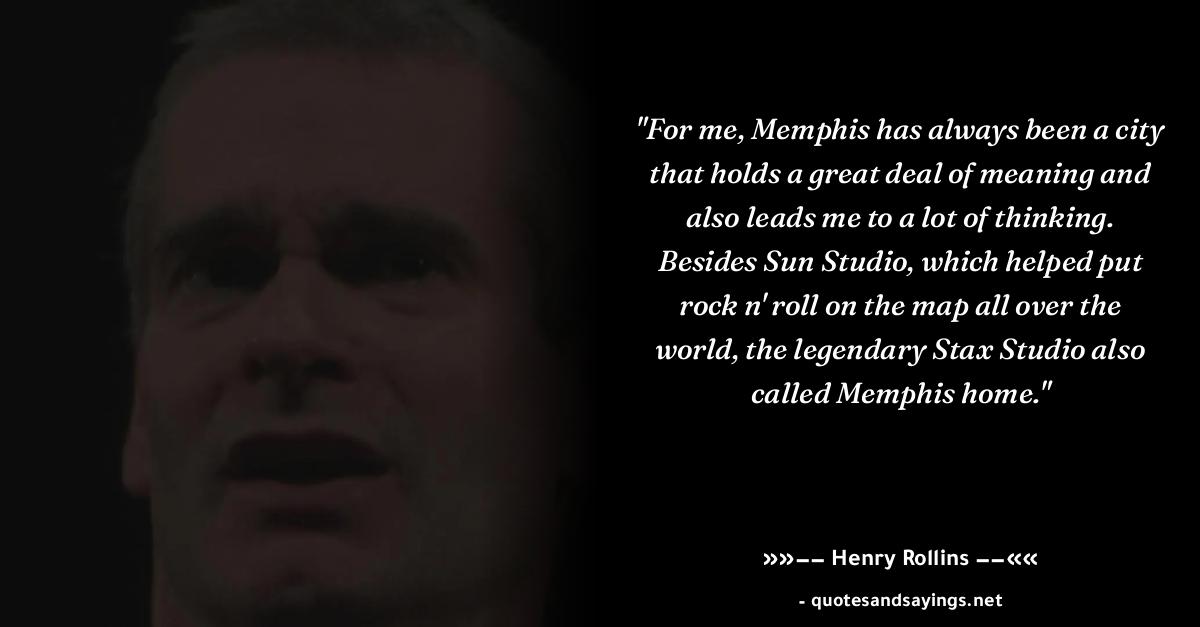 "For me, Memphis has always been a city
that holds a great deal of meaning and
also leads me to a lot of thinking.
Besides Sun Studio, which helped put
rock n' roll on the map all over the
world, the legendary Stax Studio also
called Memphis home."
»»−− Henry Rollins −−««
- quotesandsayings.net